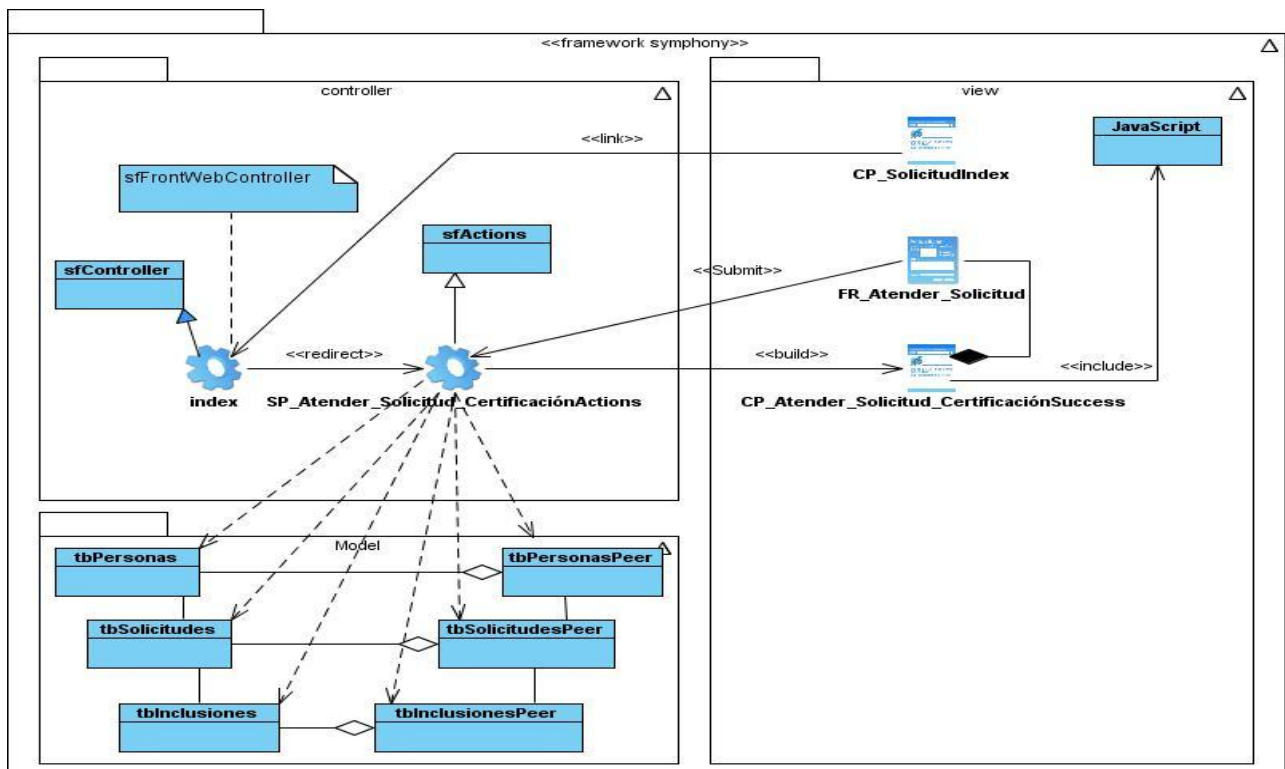 <<framework symphony>>
controller
view
<<link>>
JavaScript
CP_SolicitudIndex
sfFrontWebController
sfActions
sfController
<<Submit>>
FR_Atender_Solicitud
<<redirect>>
<<build>>
<<include>>
index
SP_Atender_Solicitud_CertificaciónActions
CP_Atender_Solicitud_CertificaciónSuccess
Model
tbPersonas
tbPersonasPeer
tbSolicitudes
tbSolicitudesPeer
tbInclusiones
tbInclusionesPeer